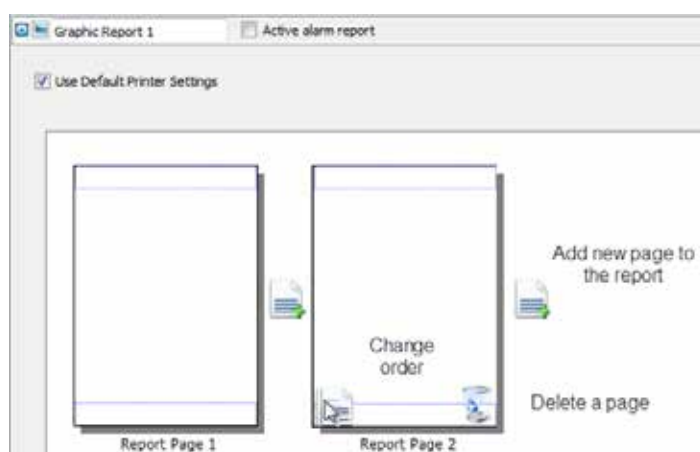 Graphic Report 1
Active alarm report
Use Default Printer Settings
Add new page to
the report
Change
order
Delete a page
Report Page 1
Report Page 2